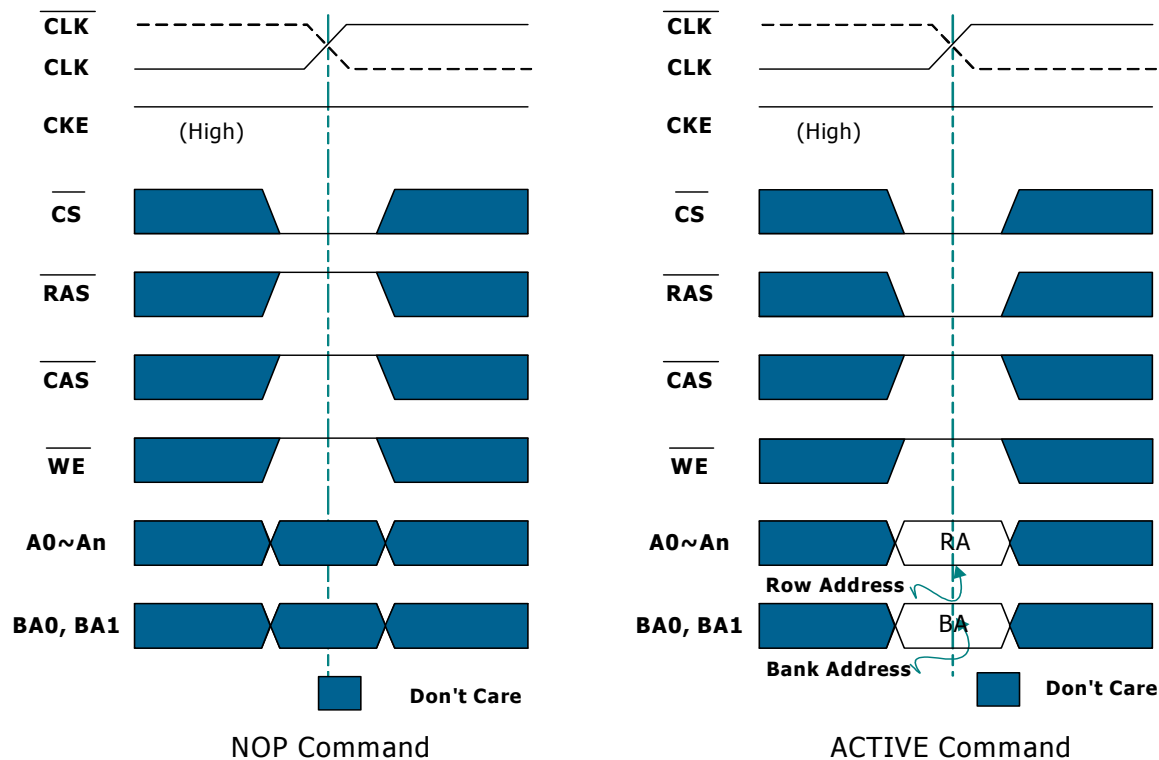 CLK
CLK
CKE
(High)
CS
RAS
CAS
WE
A0~An
BA0, BA1
Don't Care
NOP Command
CLK
CLK
CKE
(High)
CS
RAS
CAS
WE
A0~An
RA
Row Address
BA0, BA1
BA
Bank Address
Don't Care
ACTIVE Command